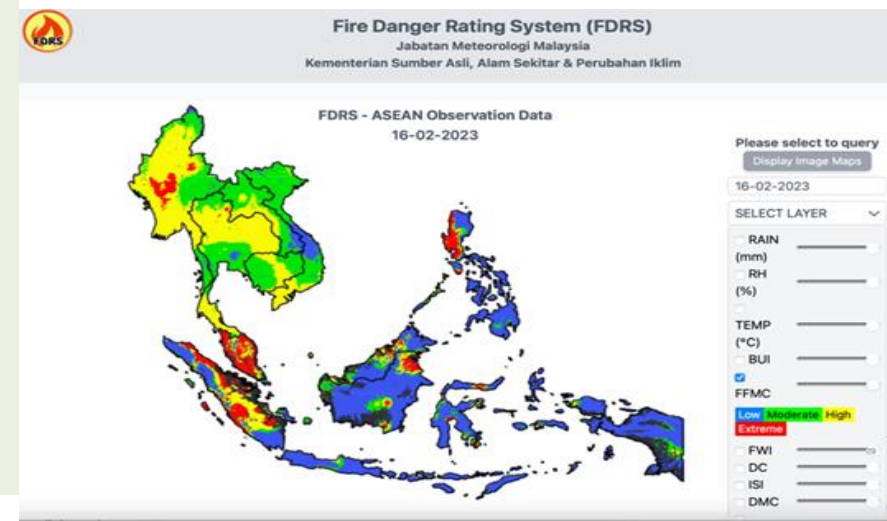 FDRS
Fire Danger Rating System (FDRS)
Jabatan Meteorologi Malaysia
Kementerian Sumber Asli, Alam Sekitar & Perubahan Iklim
FDRS - ASEAN Observation Data
16-02-2023
Please select to query
Display Image Maps
16-02-2023
SELECT LAYER
RAIN
(mm)
RH
(%)
TEMP
(°C)
BUI
FFMC
Low Moderate High
Extreme
FWI
DC
ISI
DMC